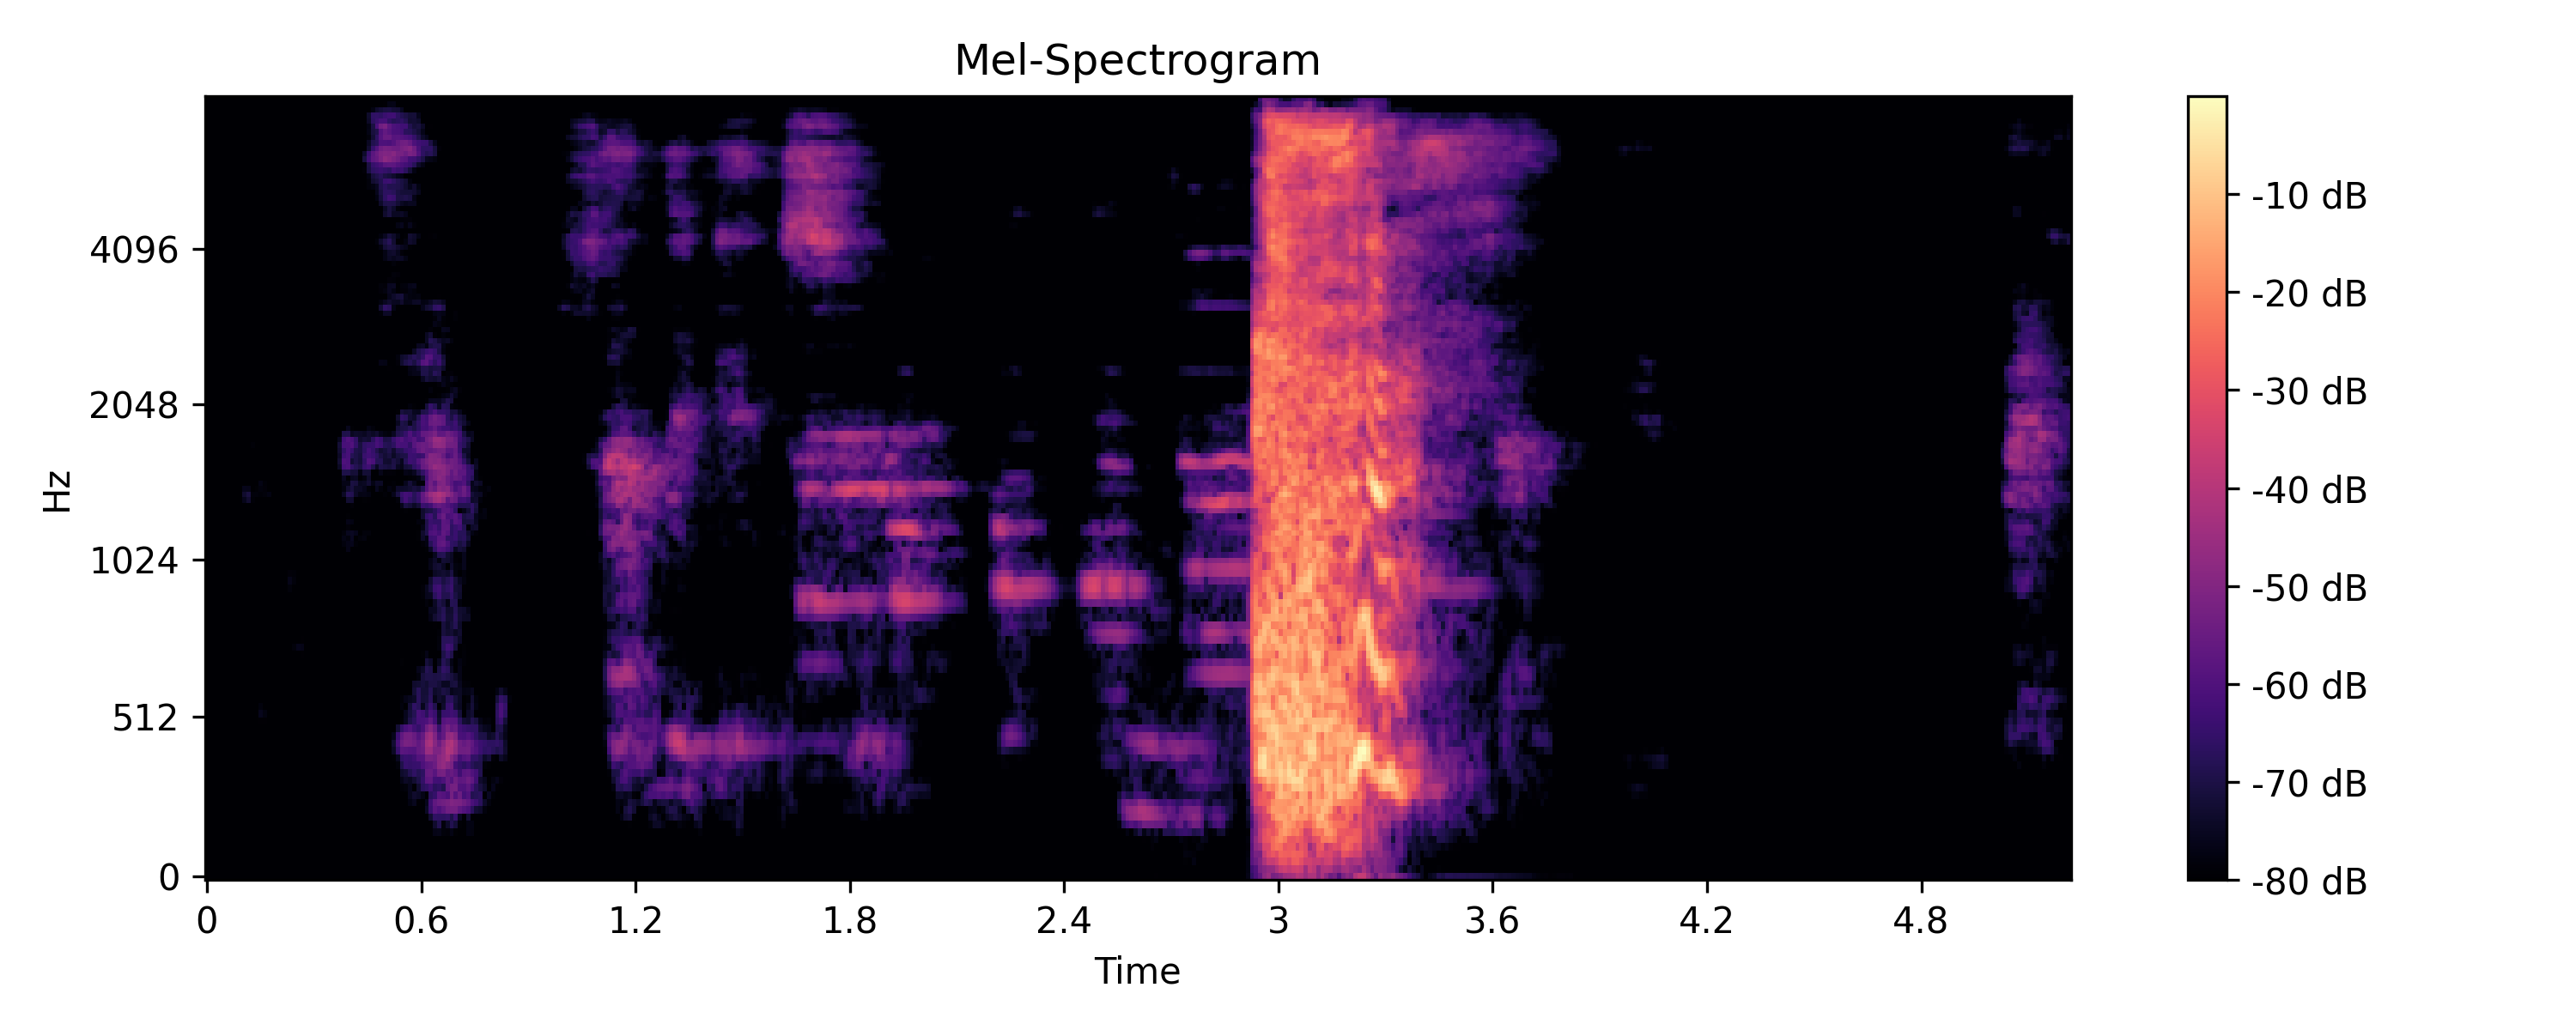 Mel-Spectrogram
Hz
4096
2048
1024
512
0
0 0.6 1.2 1.8 2.4 3 3.6 4.2 4.8
Time
-10 dB
-20 dB
-30 dB
-40 dB
-50 dB
-60 dB
-70 dB
-80 dB